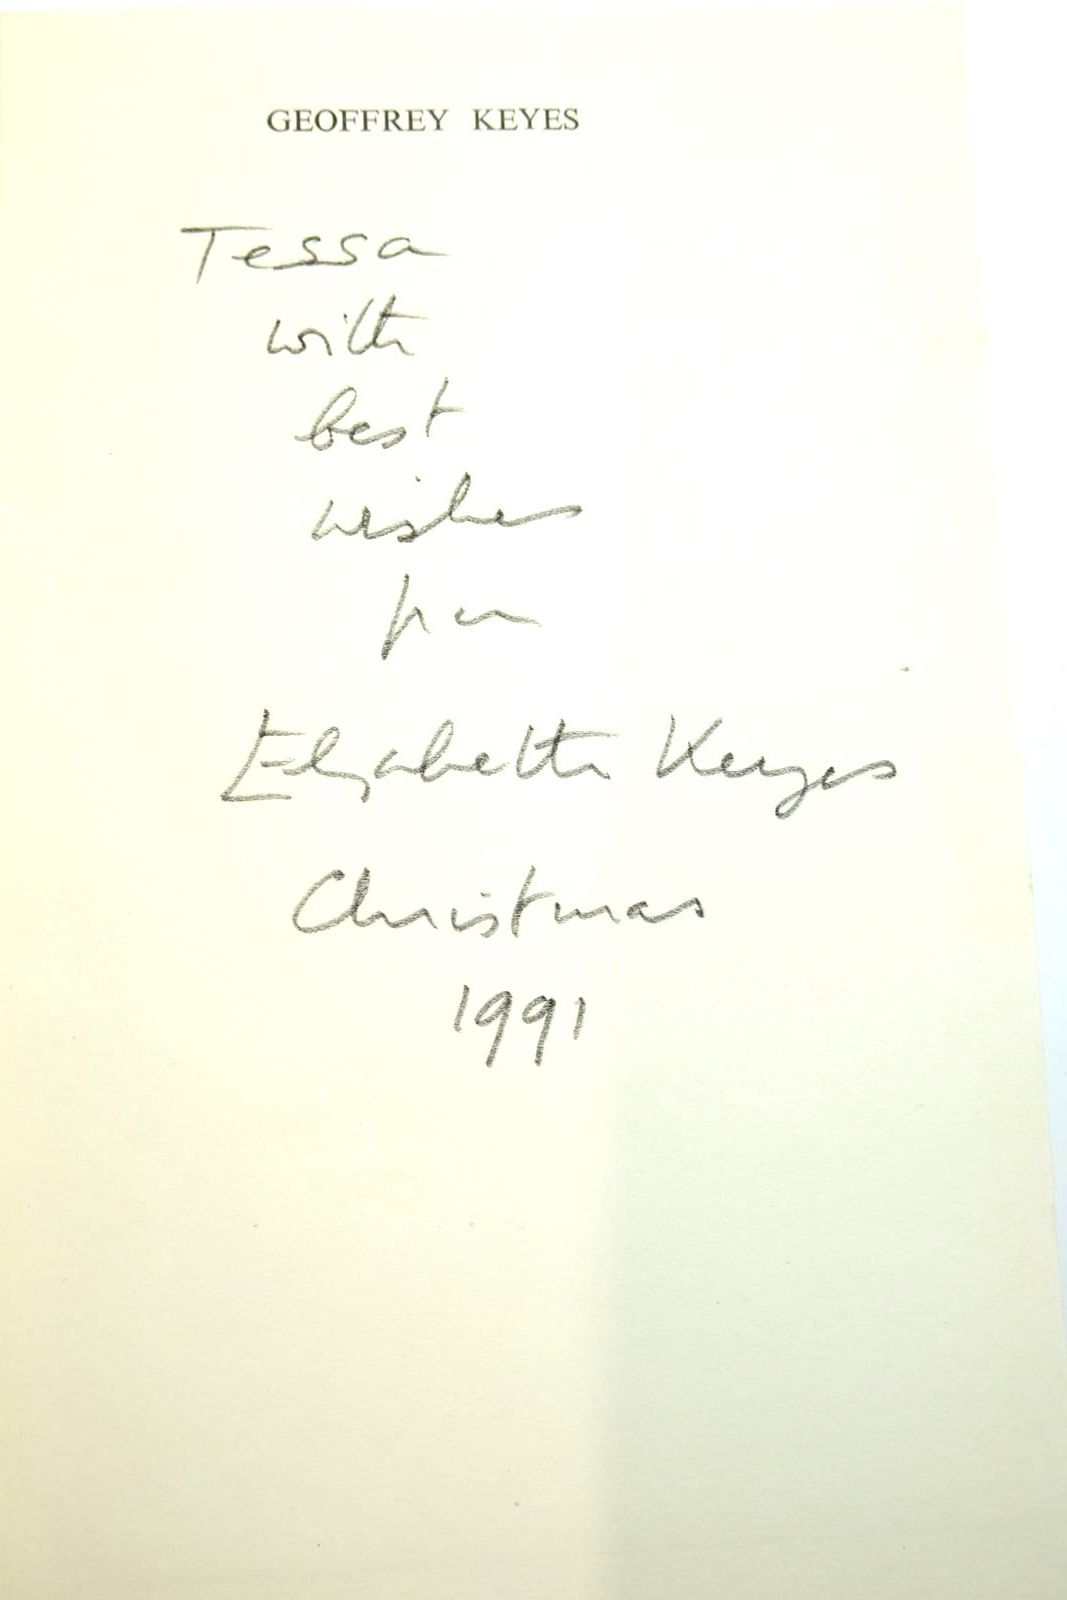 GEOFFREY KEYES
Tessa
with
best
wishes
from
Elizabeth Keyes
Christmas
1991